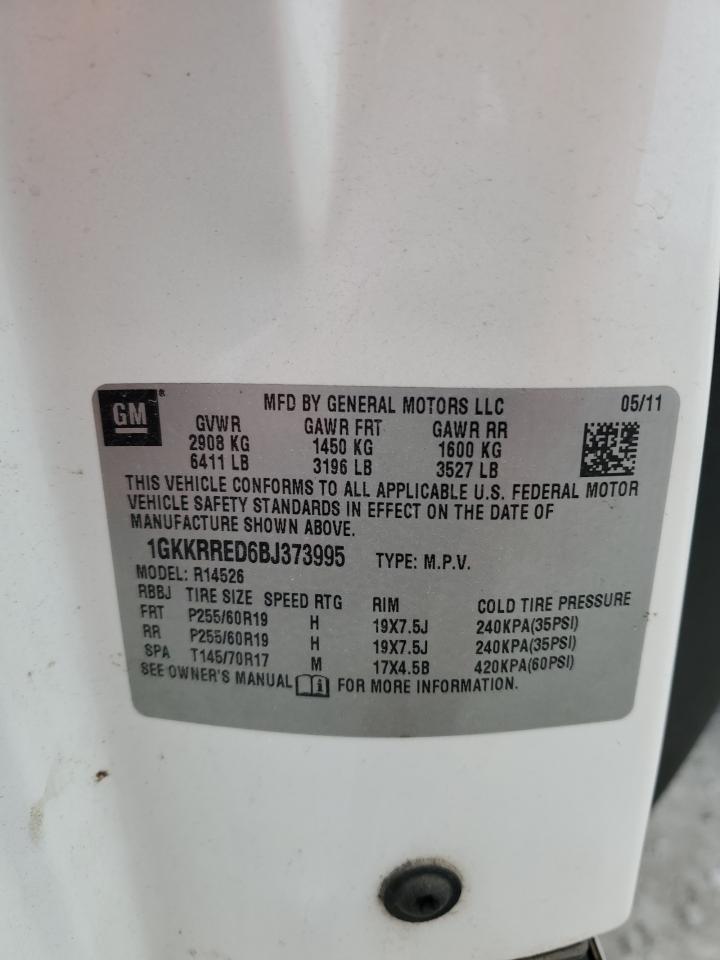 GM ® MFD BY GENERAL MOTORS LLC 05/11
GVWR GAWR FRT GAWR RR
2908 KG 1450 KG 1600 KG
6411 LB 3196 LB 3527 LB
THIS VEHICLE CONFORMS TO ALL APPLICABLE U.S. FEDERAL MOTOR
VEHICLE SAFETY STANDARDS IN EFFECT ON THE DATE OF
MANUFACTURE SHOWN ABOVE.
1GKKRRED6BJ373995 TYPE: M.P.V.
MODEL: R14526
RBBJ TIRE SIZE SPEED RTG RIM COLD TIRE PRESSURE
FRT P255/60R19 H 19X7.5J 240KPA(35PSI)
RR P255/60R19 H 19X7.5J 240KPA(35PSI)
SPA T145/70R17 M 17X4.5B 420KPA(60PSI)
SEE OWNER'S MANUAL i FOR MORE INFORMATION.